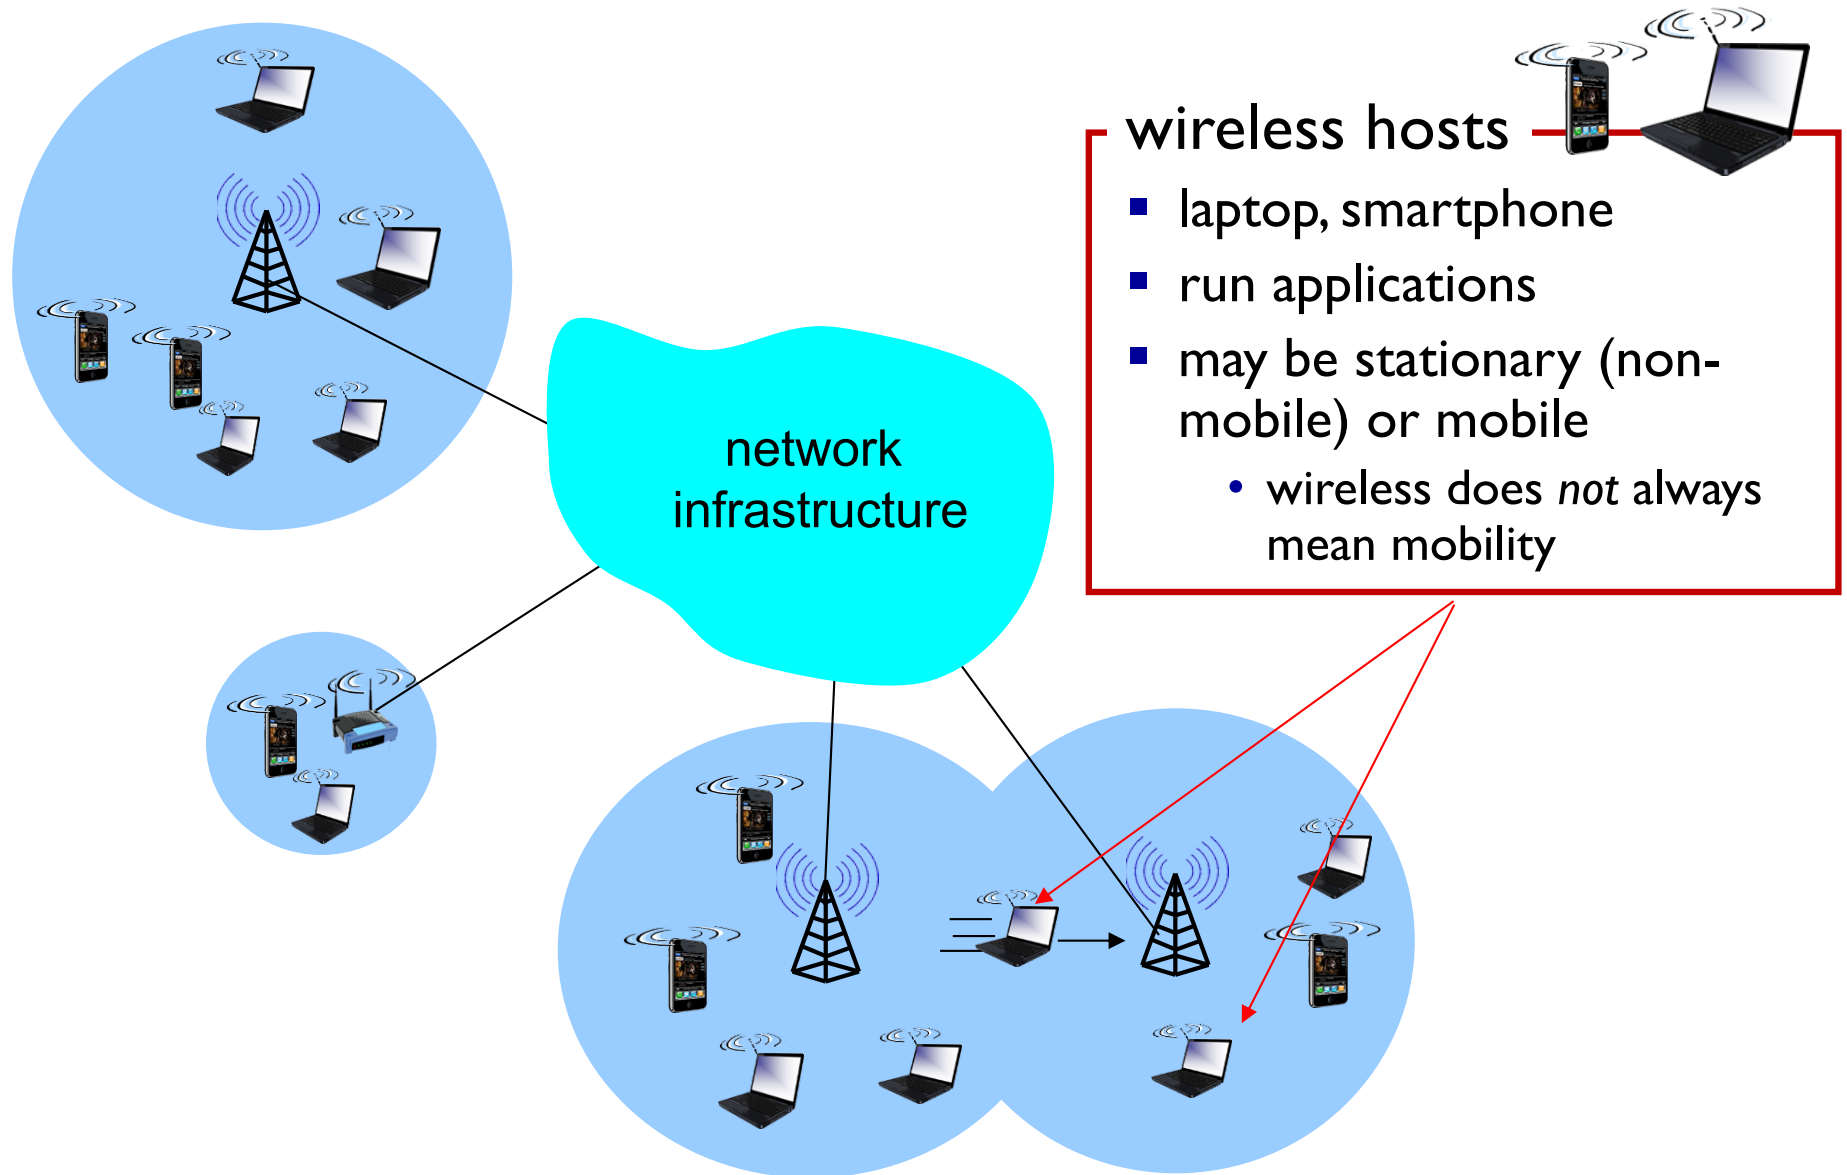 wireless hosts
laptop, smartphone
run applications
may be stationary (non-
mobile) or mobile
wireless does not always
mean mobility
network
infrastructure